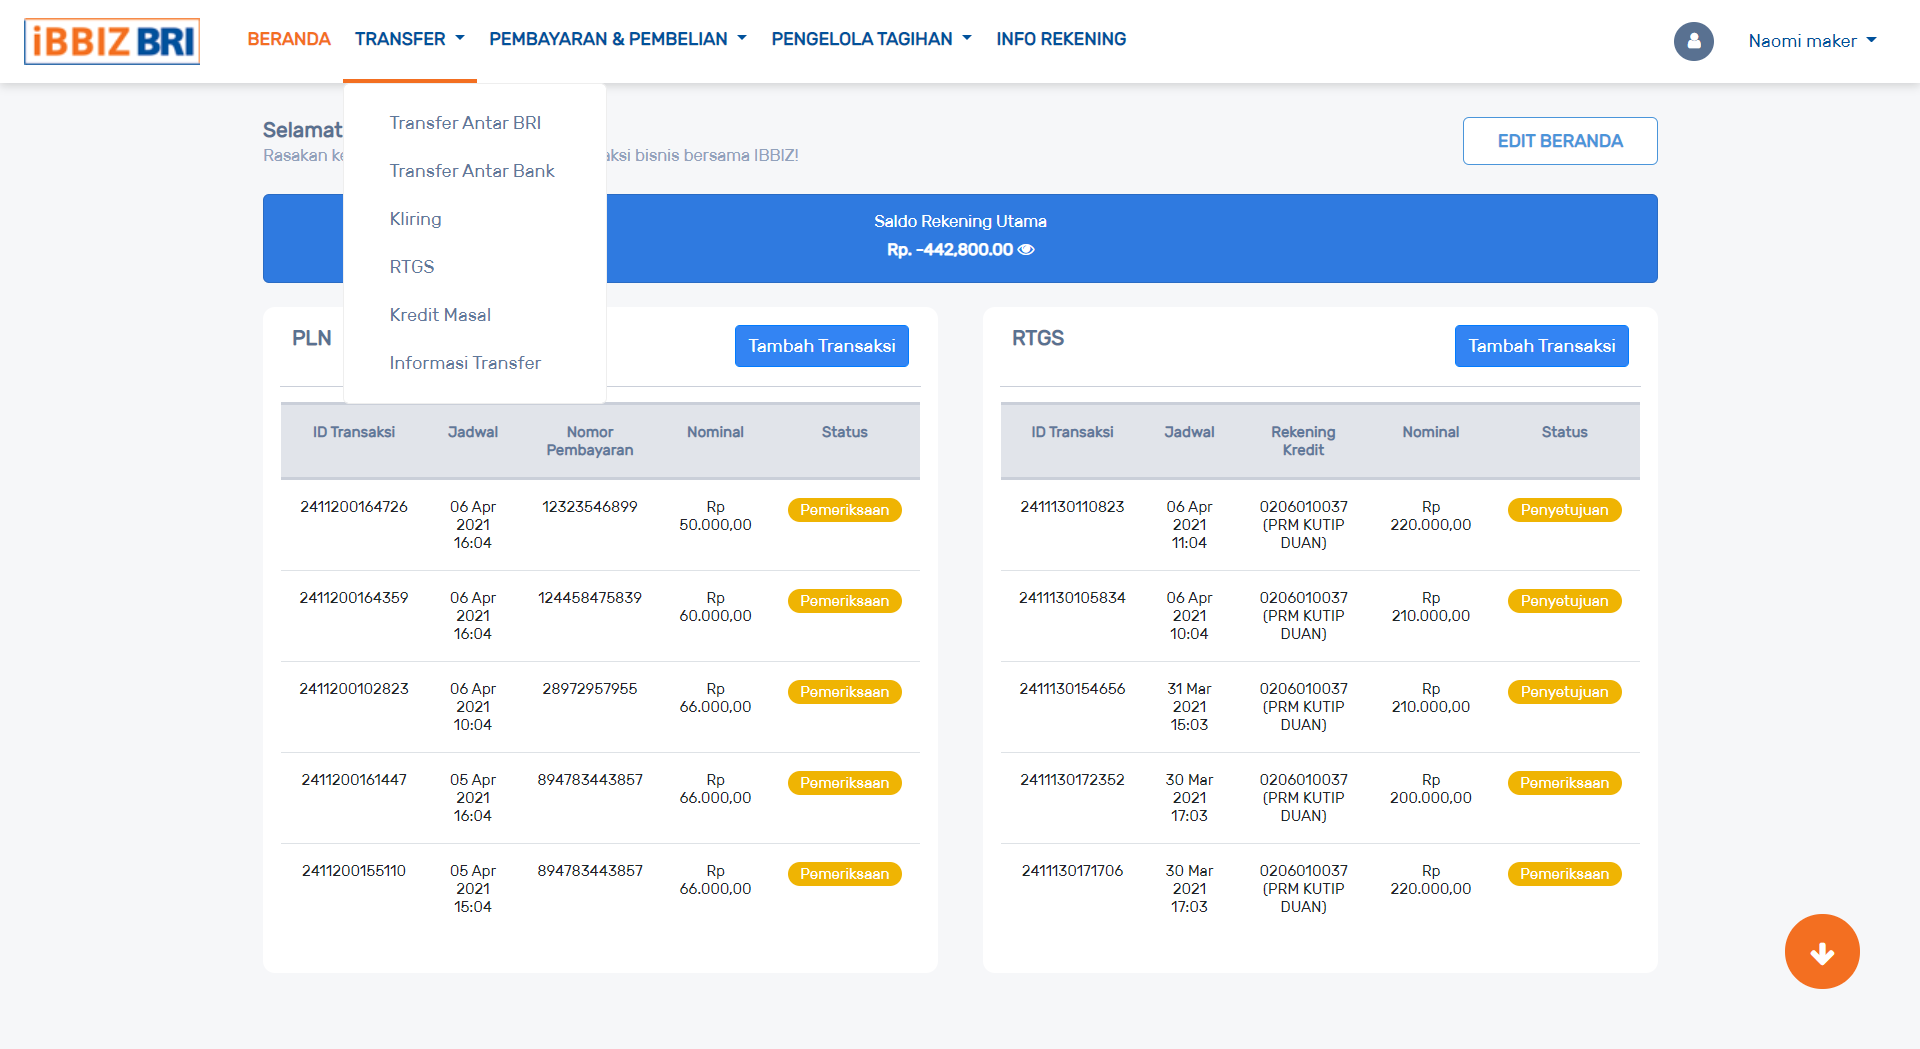 iBBIZ BRI
BERANDA
TRANSFER
PEMBAYARAN & PEMBELIAN
PENGELOLA TAGIHAN
INFO REKENING
Naomi maker
Transfer Antar BRI
Transfer Antar Bank
Kliring
RTGS
Kredit Masal
Informasi Transfer
Selamat
Rasakan
bisnis bersama IBBIZ!
EDIT BERANDA
Saldo Rekening Utama
Rp. -442,800.00
PLN
Tambah Transaksi
ID Transaksi Jadwal Nomor Nominal Status
Pembayaran
2411200164726 06 Apr 12323546899 Rp Pemeriksaan
2021 50.000,00
16:04
2411200164359 06 Apr 124458475839 Rp Pemeriksaan
2021 60.000,00
16:04
2411200102823 06 Apr 28972957955 Rp Pemeriksaan
2021 66.000,00
10:04
2411200161447 05 Apr 894783443857 Rp Pemeriksaan
2021 66.000,00
16:04
2411200155110 05 Apr 894783443857 Rp Pemeriksaan
2021 66.000,00
15:04
RTGS
Tambah Transaksi
ID Transaksi Jadwal Rekening Nominal Status
Kredit
2411130110823 06 Apr 0206010037 Rp Penyetujuan
2021 (PRM KUTIP 220.000,00
11:04 DUAN)
2411130105834 06 Apr 0206010037 Rp Penyetujuan
2021 (PRM KUTIP 210.000,00
10:04 DUAN)
2411130154656 31 Mar 0206010037 Rp Penyetujuan
2021 (PRM KUTIP 210.000,00
15:03 DUAN)
2411130172352 30 Mar 0206010037 Rp Pemeriksaan
2021 (PRM KUTIP 200.000,00
17:03 DUAN)
2411130171706 30 Mar 0206010037 Rp Pemeriksaan
2021 (PRM KUTIP 220.000,00
17:03 DUAN)